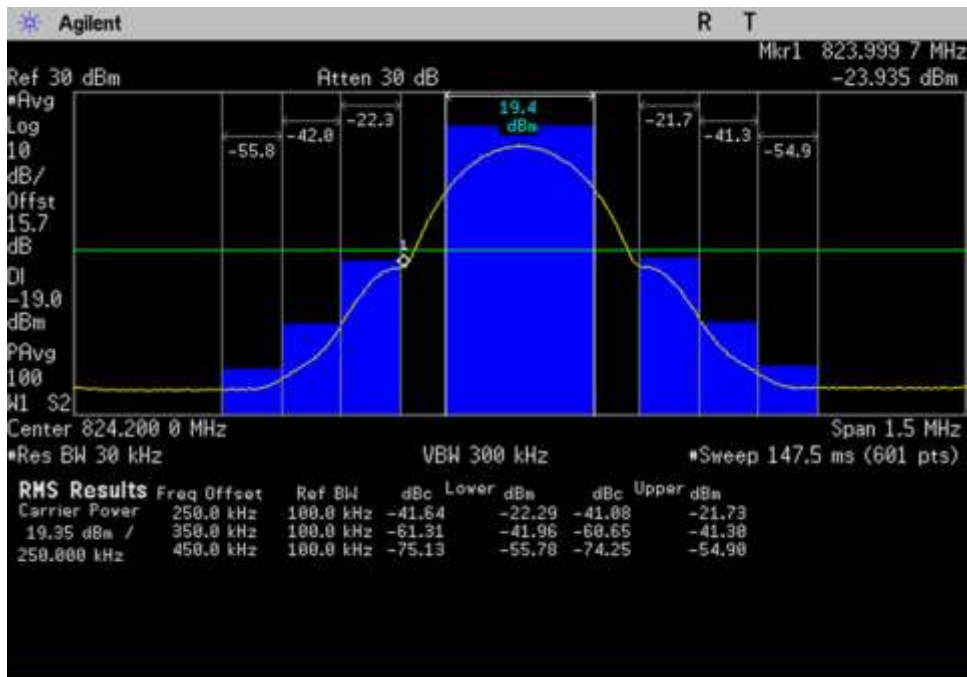 Agilent R T
Mkr1 823.999 7 MHz
Ref 30 dBm Atten 30 dB -23.935 dBm
#Avg
Log
10
dB/
Offst
15.7
dB
DI
-19.0
dBm
PAvg
100
W1 S2
-55.8 -42.0 -22.3 19.4 dBm -21.7 -41.3 -54.9
1
Center 824.200 0 MHz Span 1.5 MHz
#Res BW 30 kHz VBW 300 kHz #Sweep 147.5 ms (601 pts)
RMS Results Freq Offset Ref BW dBc Lower dBm dBc Upper dBm
Carrier Power 250.0 kHz 100.0 kHz -41.64 -22.29 -41.08 -21.73
19.35 dBm / 350.0 kHz 100.0 kHz -61.31 -41.96 -60.65 -41.30
250.000 kHz 450.0 kHz 100.0 kHz -75.13 -55.78 -74.25 -54.90